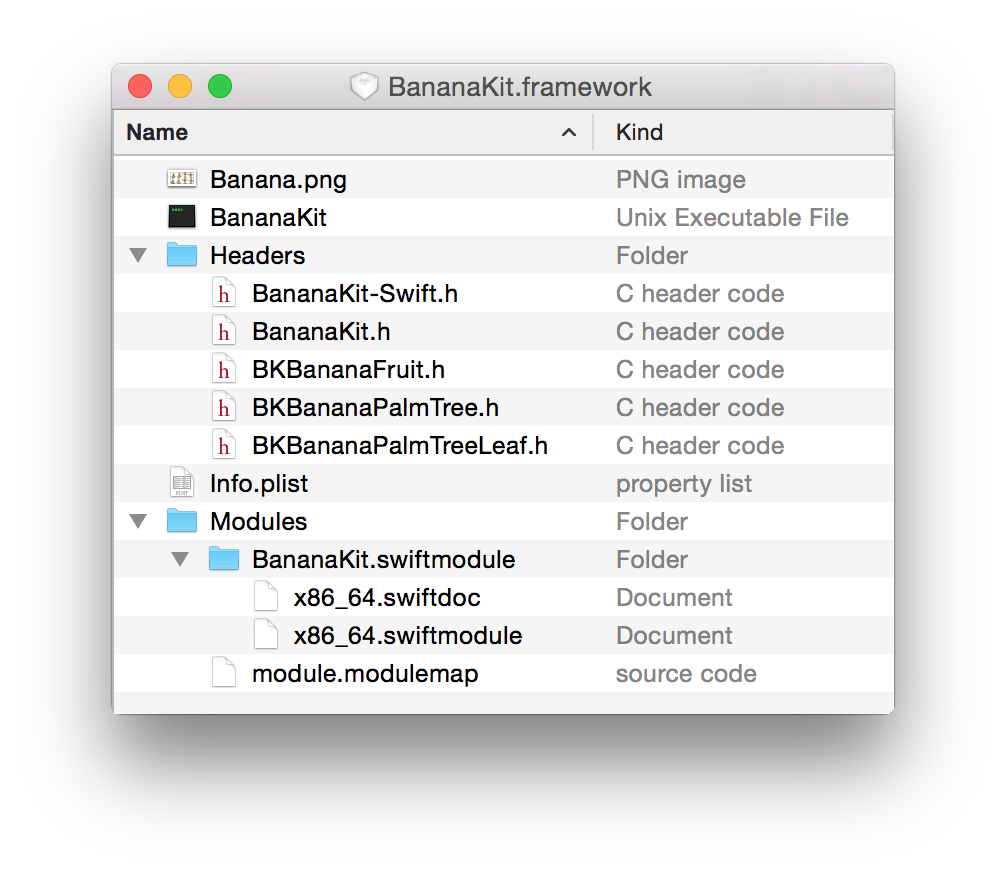 BananaKit.framework
Name Kind
Banana.png PNG image
BananaKit Unix Executable File
Headers Folder
h BananaKit-Swift.h C header code
h BananaKit.h C header code
h BKBananaFruit.h C header code
h BKBananaPalmTree.h C header code
h BKBananaPalmTreeLeaf.h C header code
PLIST Info.plist property list
Modules Folder
BananaKit.swiftmodule Folder
x86_64.swiftdoc Document
x86_64.swiftmodule Document
module.modulemap source code